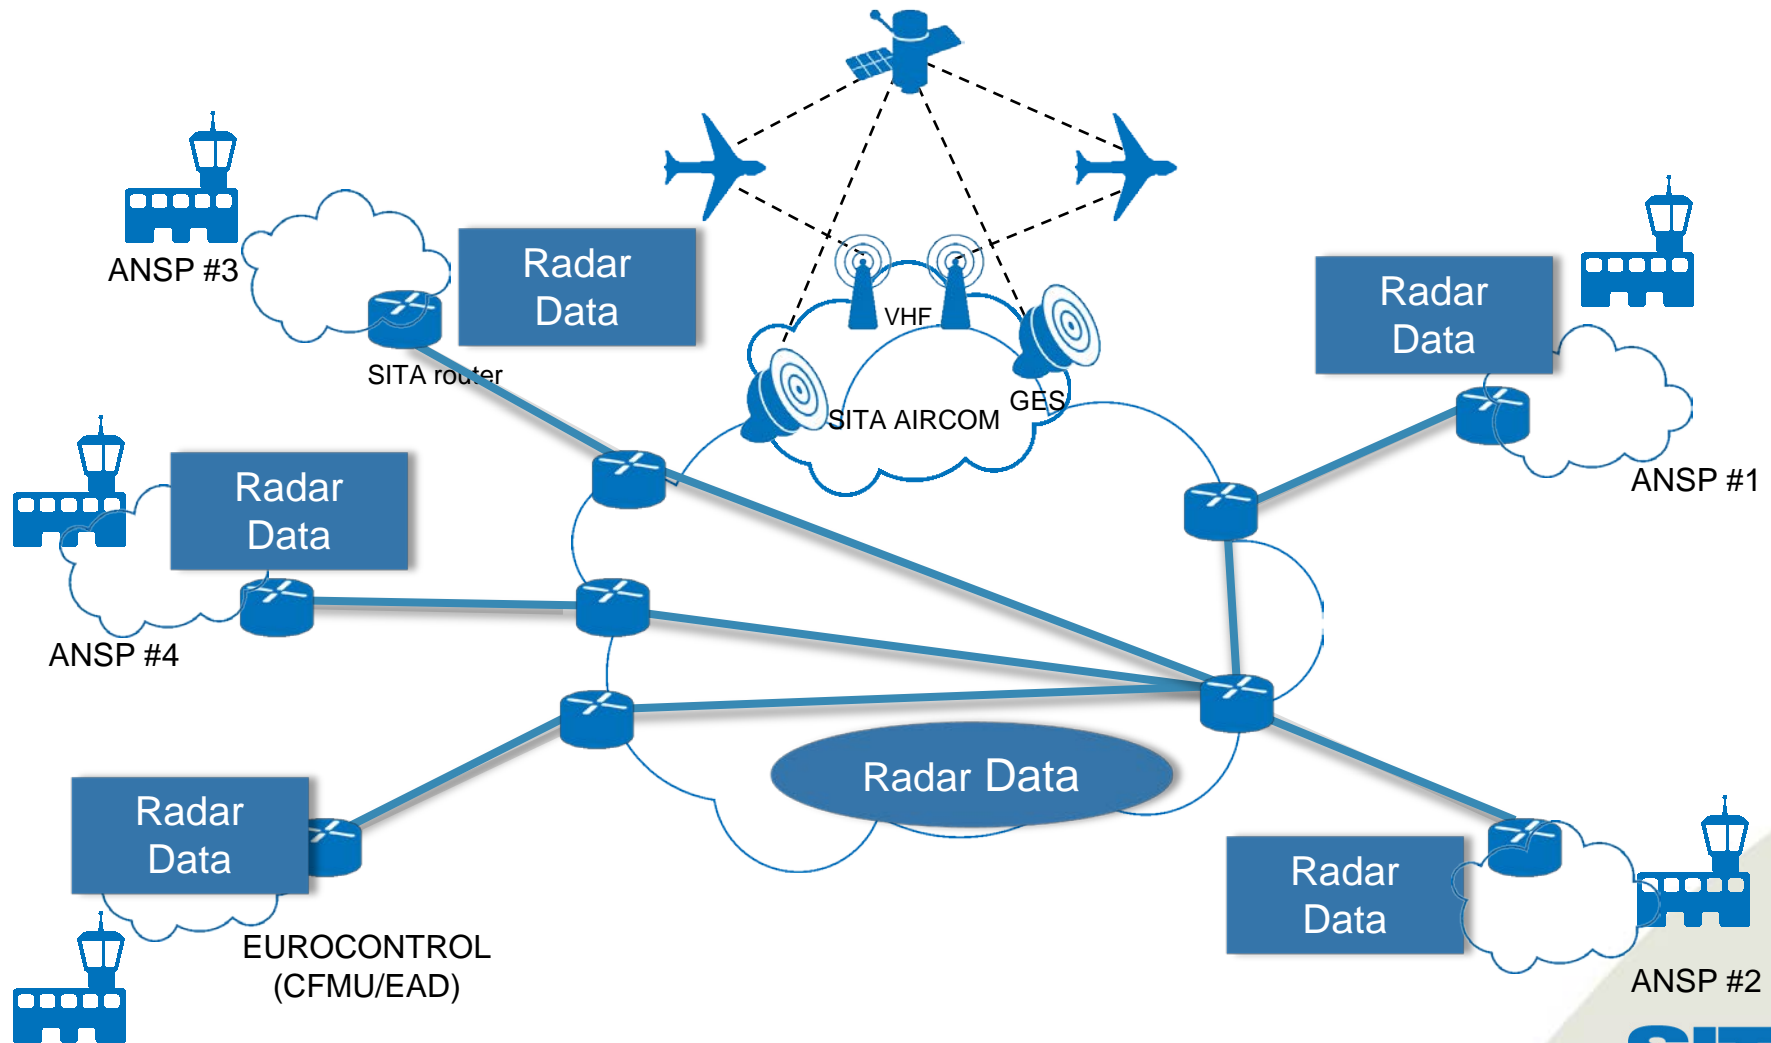 ANSP #3
Radar
Data
SITA router
VHF
GES
SITA AIRCOM
Radar
Data
ANSP #1
Radar
Data
ANSP #4
Radar Data
Radar
Data
EUROCONTROL
(CFMU/EAD)
Radar
Data
ANSP #2